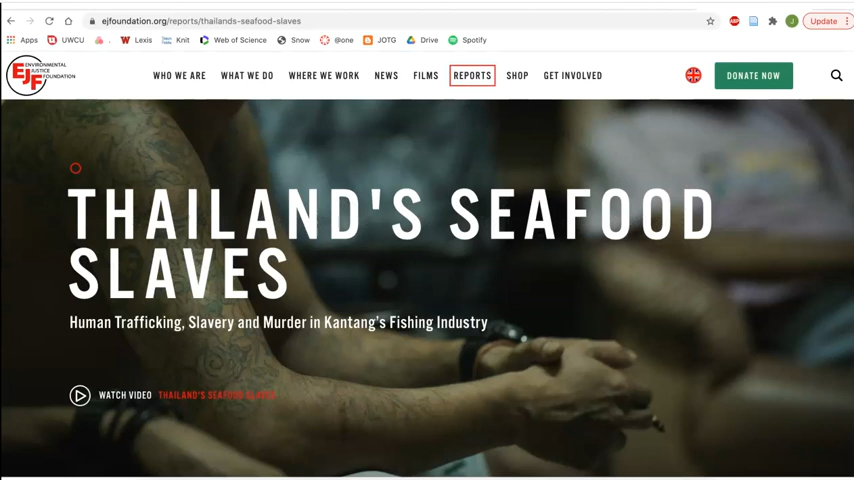 ejfoundation.org/reports/thailands-seafood-slaves
Update
Apps UWCU Lexis Knit Web of Science Snow @one JOTG Drive Spotify
ENVIRONMENTAL
JUSTICE
FOUNDATION
EJF
WHO WE ARE WHAT WE DO WHERE WE WORK NEWS FILMS REPORTS SHOP GET INVOLVED DONATE NOW
THAILAND'S SEAFOOD
SLAVES
Human Trafficking, Slavery and Murder in Kantang's Fishing Industry
WATCH VIDEO THAILAND'S SEAFOOD SLAVES